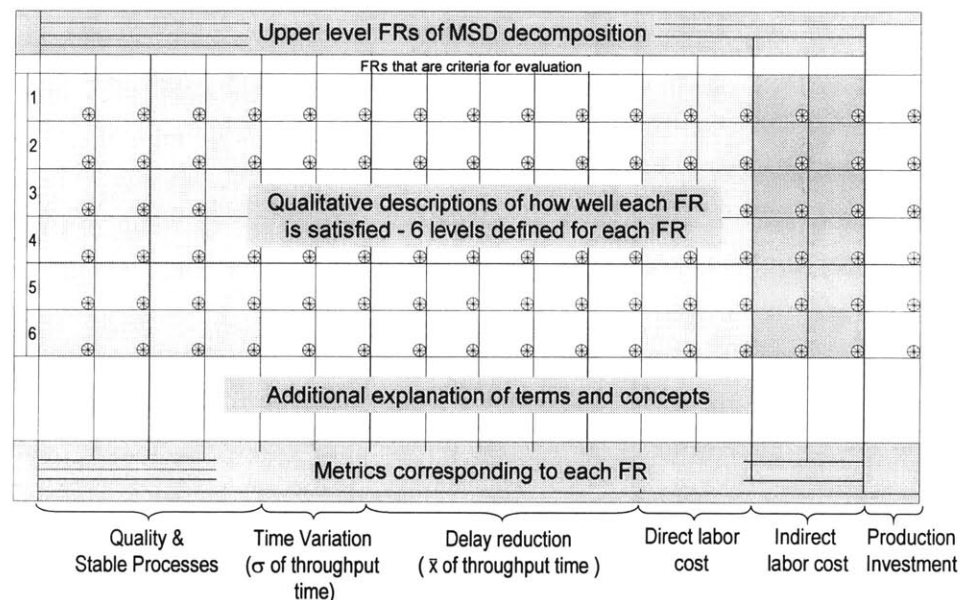 Upper level FRs of MSD decomposition
FRs that are criteria for evaluation
1
2
3
Qualitative descriptions of how well each FR
is satisfied - 6 levels defined for each FR
4
5
6
Additional explanation of terms and concepts
Metrics corresponding to each FR
Quality &
Stable Processes
Time Variation
(σ of throughput
time)
Delay reduction
( x̄ of throughput time )
Direct labor
cost
Indirect
labor cost
Production
Investment